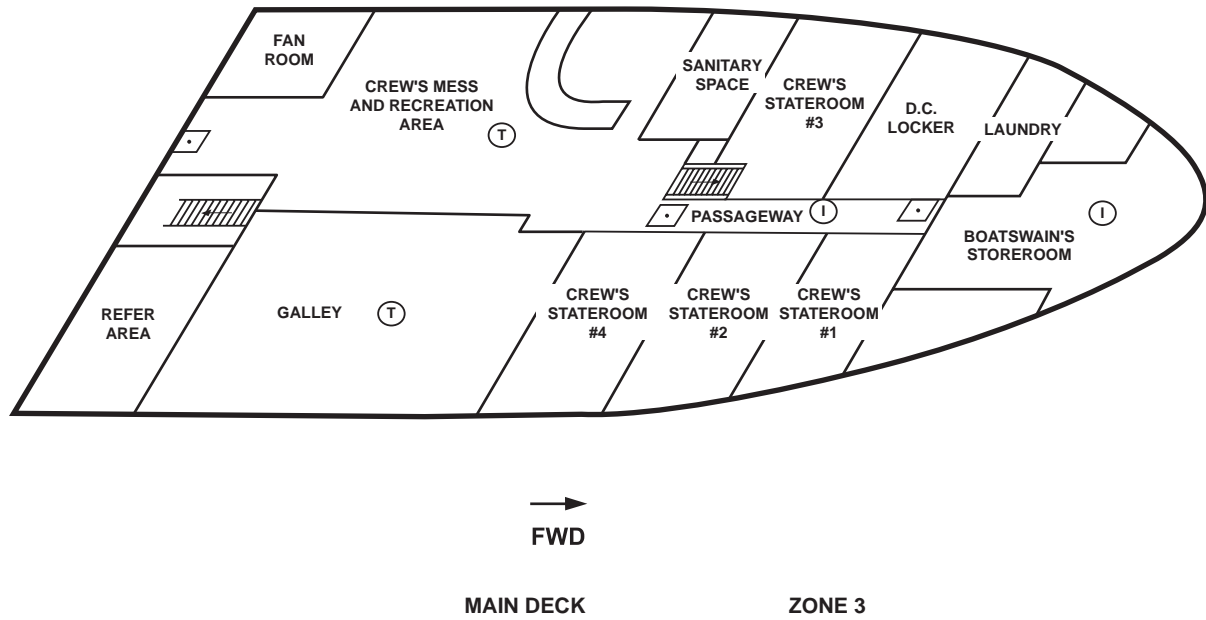 FAN
ROOM
CREW'S MESS
AND RECREATION
AREA
T
SANITARY
SPACE
CREW'S
STATEROOM
#3
D.C.
LOCKER
LAUNDRY
PASSAGEWAY
I
I
BOATSWAIN'S
STOREROOM
REFER
AREA
GALLEY
T
CREW'S
STATEROOM
#4
CREW'S
STATEROOM
#2
CREW'S
STATEROOM
#1
FWD
MAIN DECK
ZONE 3